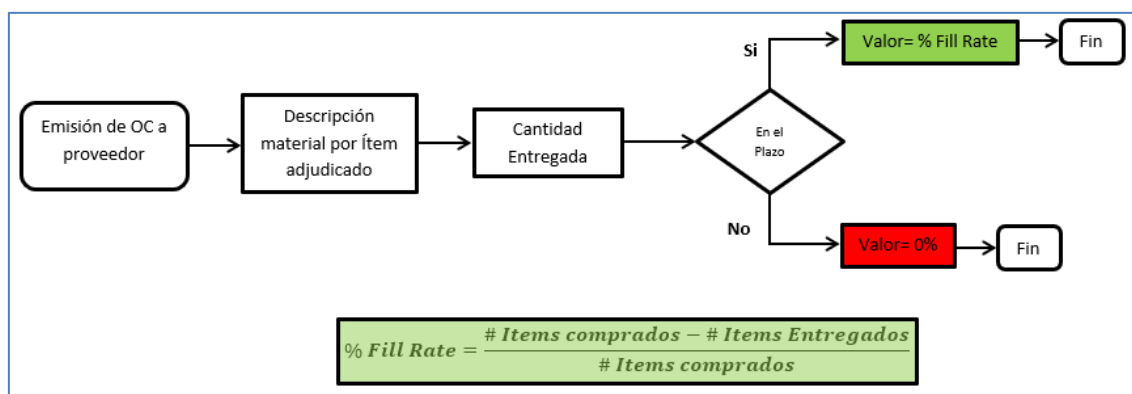 Emisión de OC a
proveedor
Descripción
material por Ítem
adjudicado
Cantidad
Entregada
En el
Plazo
Si
Valor= % Fill Rate
Fin
No
Valor= 0%
Fin
% Fill Rate = # Items comprados − # Items Entregados
# Items comprados